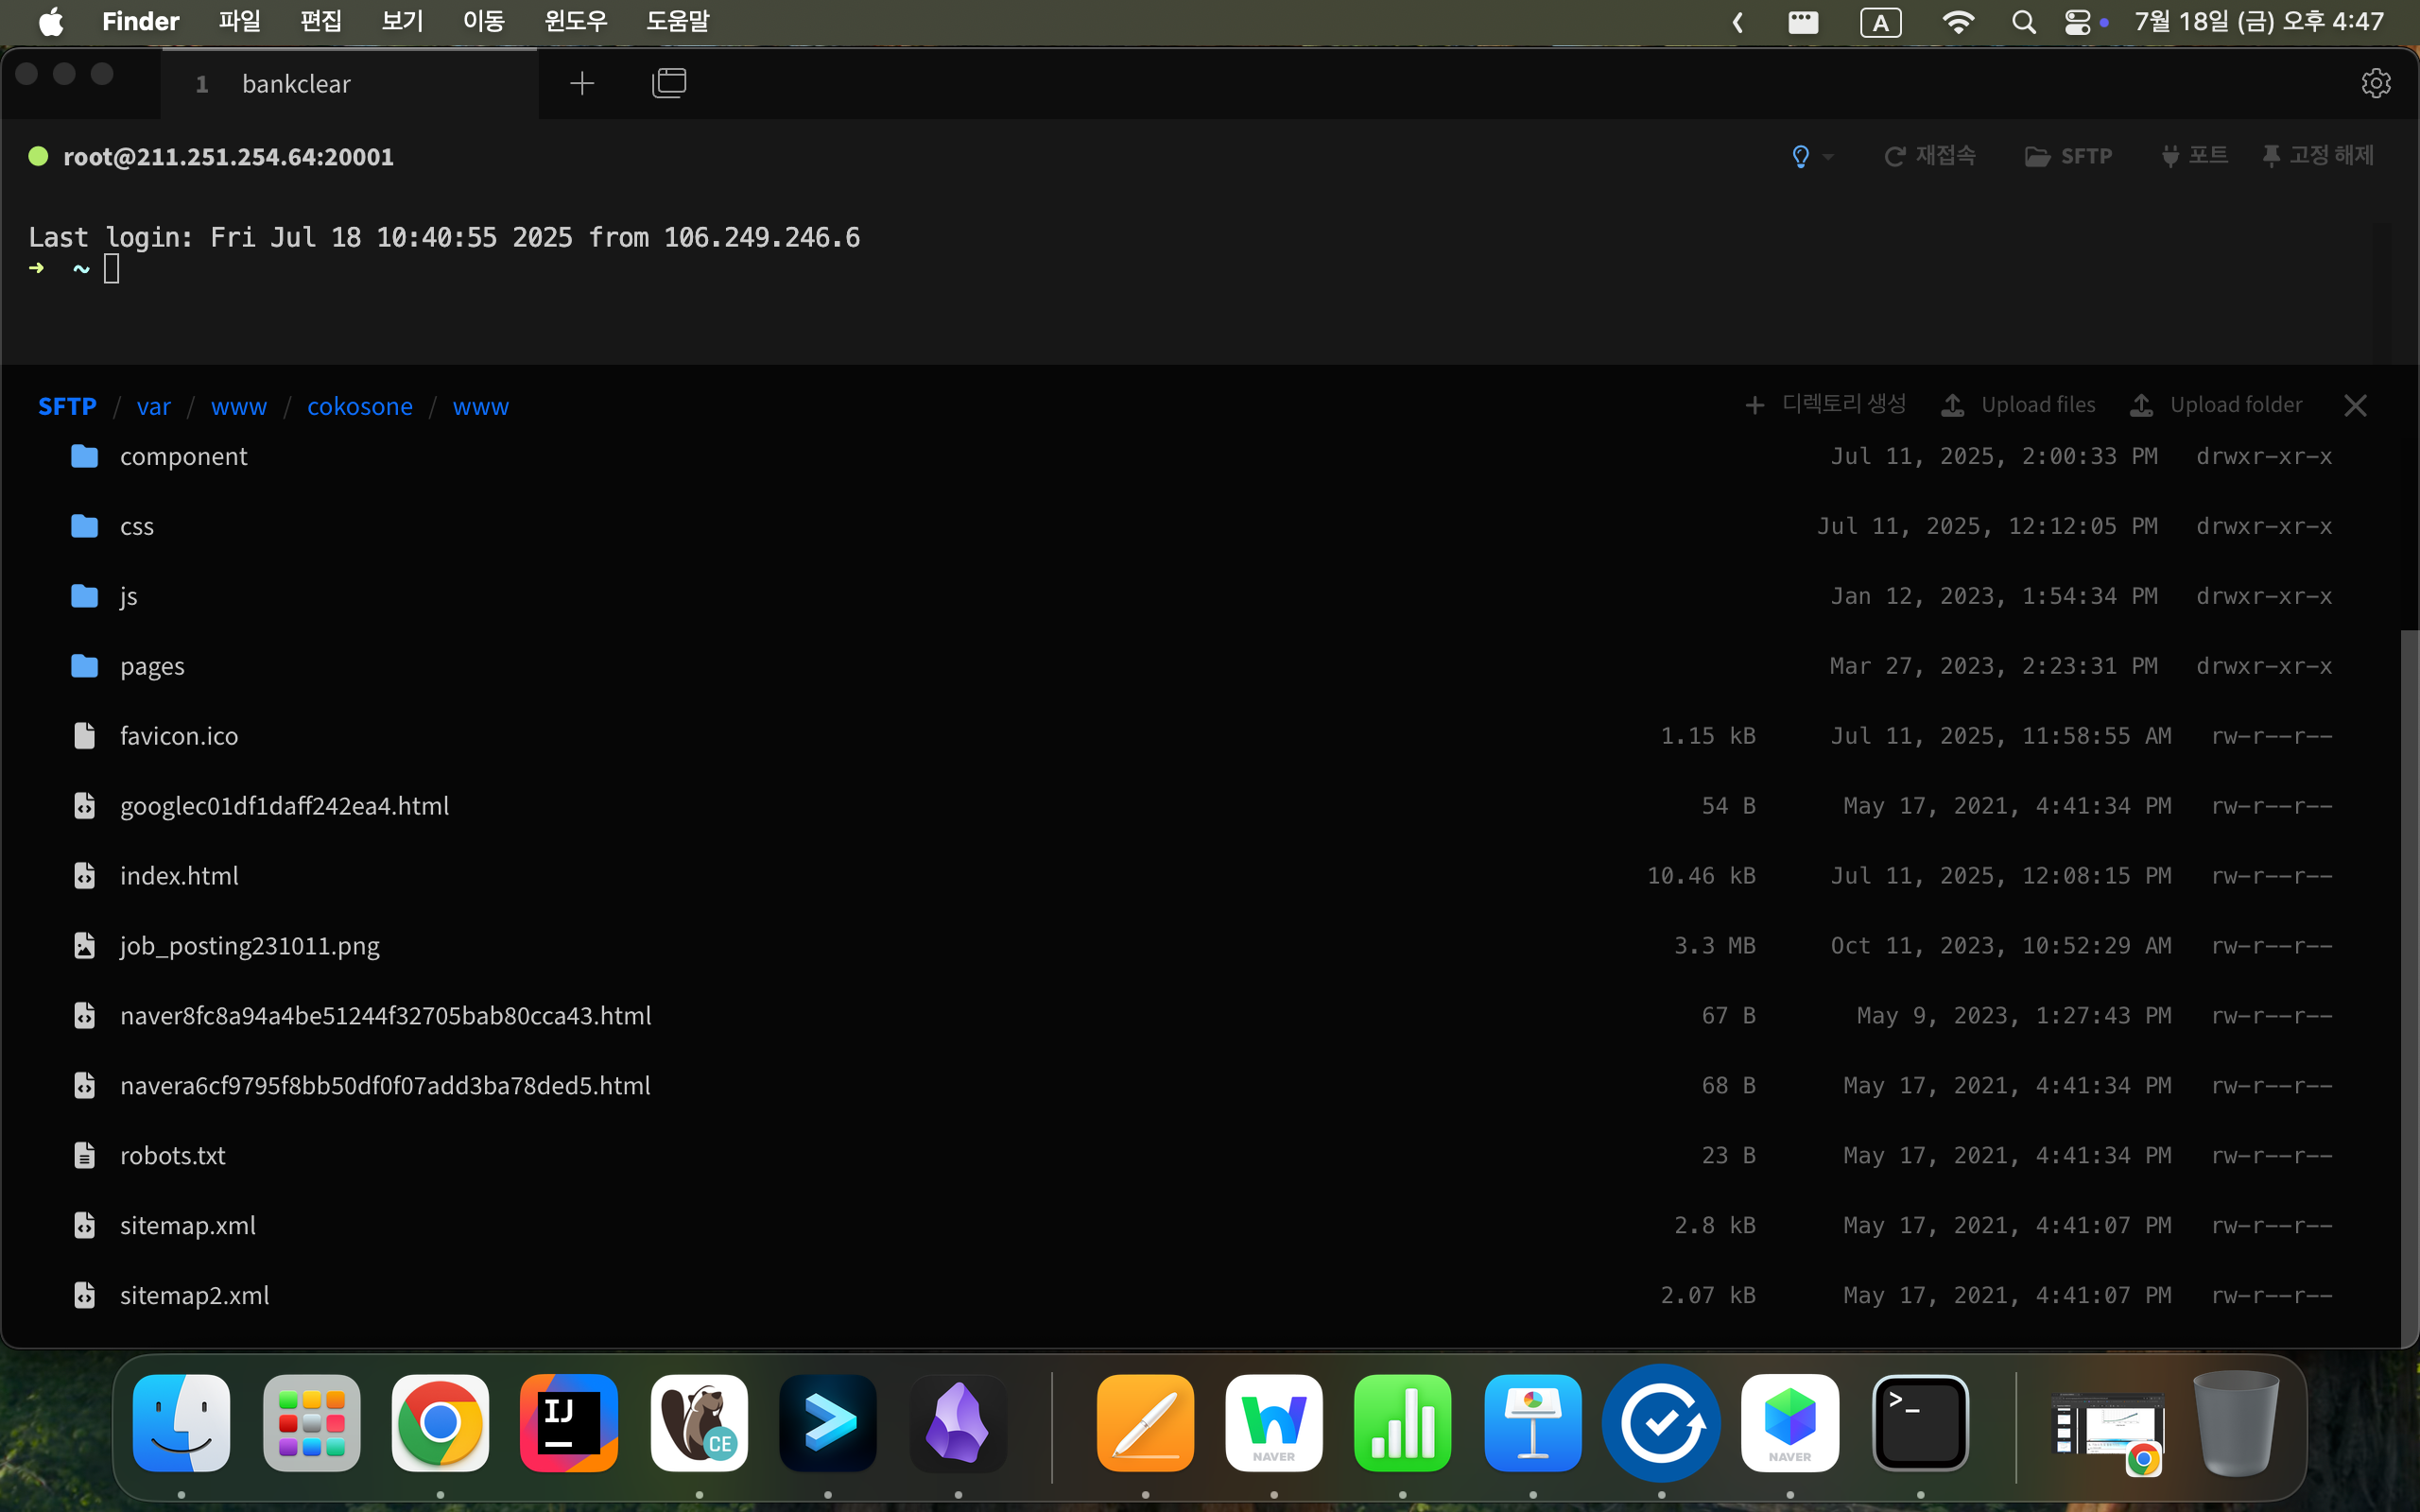 Finder 파일 편집 보기 이동 윈도우 도움말 A 7월 18일 (금) 오후 4:47
1 bankclear
root@211.251.254.64:20001 재접속 SFTP 포트 고정 해제
Last login: Fri Jul 18 10:40:55 2025 from 106.249.246.6
➜ ~
SFTP / var / www / cokosone / www + 디렉토리 생성 Upload files Upload folder
component Jul 11, 2025, 2:00:33 PM drwxr-xr-x
css Jul 11, 2025, 12:12:05 PM drwxr-xr-x
js Jan 12, 2023, 1:54:34 PM drwxr-xr-x
pages Mar 27, 2023, 2:23:31 PM drwxr-xr-x
favicon.ico 1.15 kB Jul 11, 2025, 11:58:55 AM rw-r--r--
googlec01df1daff242ea4.html 54 B May 17, 2021, 4:41:34 PM rw-r--r--
index.html 10.46 kB Jul 11, 2025, 12:08:15 PM rw-r--r--
job_posting231011.png 3.3 MB Oct 11, 2023, 10:52:29 AM rw-r--r--
naver8fc8a94a4be51244f32705bab80cca43.html 67 B May 9, 2023, 1:27:43 PM rw-r--r--
navera6cf9795f8bb50df0f07add3ba78ded5.html 68 B May 17, 2021, 4:41:34 PM rw-r--r--
robots.txt 23 B May 17, 2021, 4:41:34 PM rw-r--r--
sitemap.xml 2.8 kB May 17, 2021, 4:41:07 PM rw-r--r--
sitemap2.xml 2.07 kB May 17, 2021, 4:41:07 PM rw-r--r--
IJ CE NAVER NAVER >_